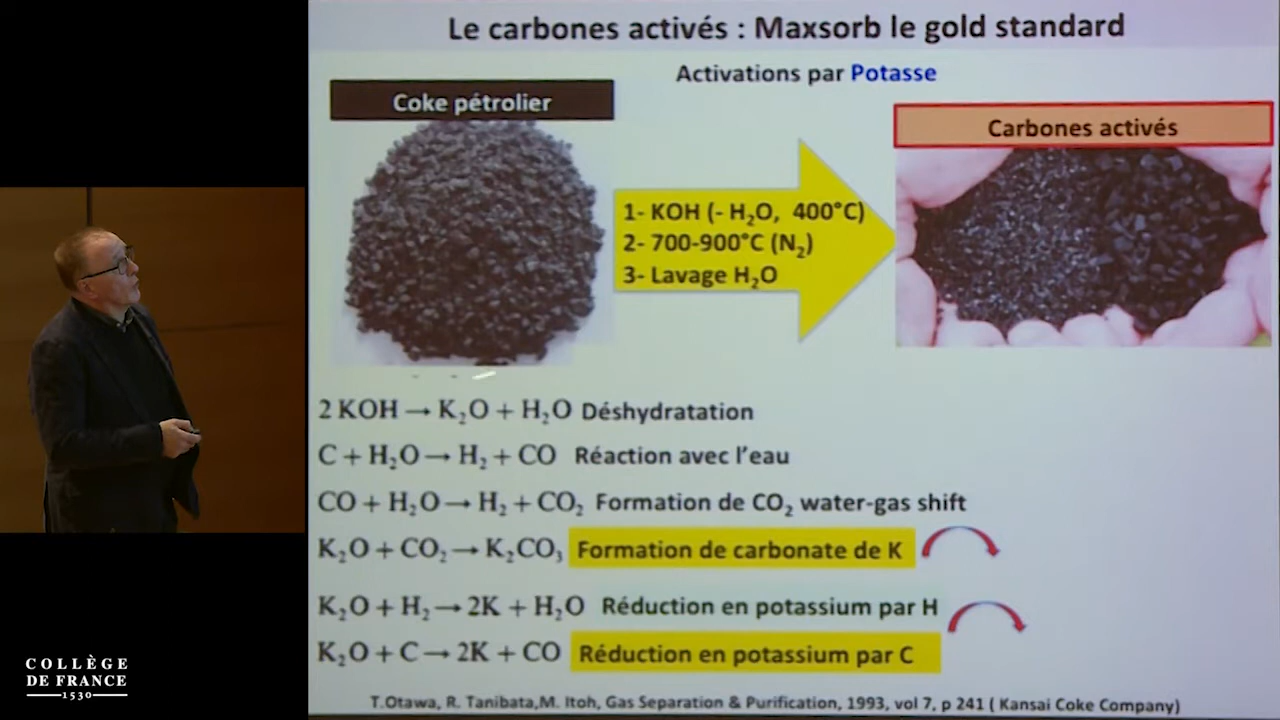 Le carbones activés : Maxsorb le gold standard
Activations par Potasse
Coke pétrolier
Carbones activés
1- KOH (- H₂O, 400°C)
2- 700-900°C (N₂)
3- Lavage H₂O
2 KOH → K₂O + H₂O Déshydratation
C + H₂O → H₂ + CO Réaction avec l'eau
CO + H₂O → H₂ + CO₂ Formation de CO₂ water-gas shift
K₂O + CO₂ → K₂CO₃ Formation de carbonate de K
K₂O + H₂ → 2K + H₂O Réduction en potassium par H
K₂O + C → 2K + CO Réduction en potassium par C
T.Otawa, R. Tanibata,M. Itoh, Gas Separation & Purification, 1993, vol 7, p 241 ( Kansai Coke Company)
COLLÈGE
DE FRANCE
1530